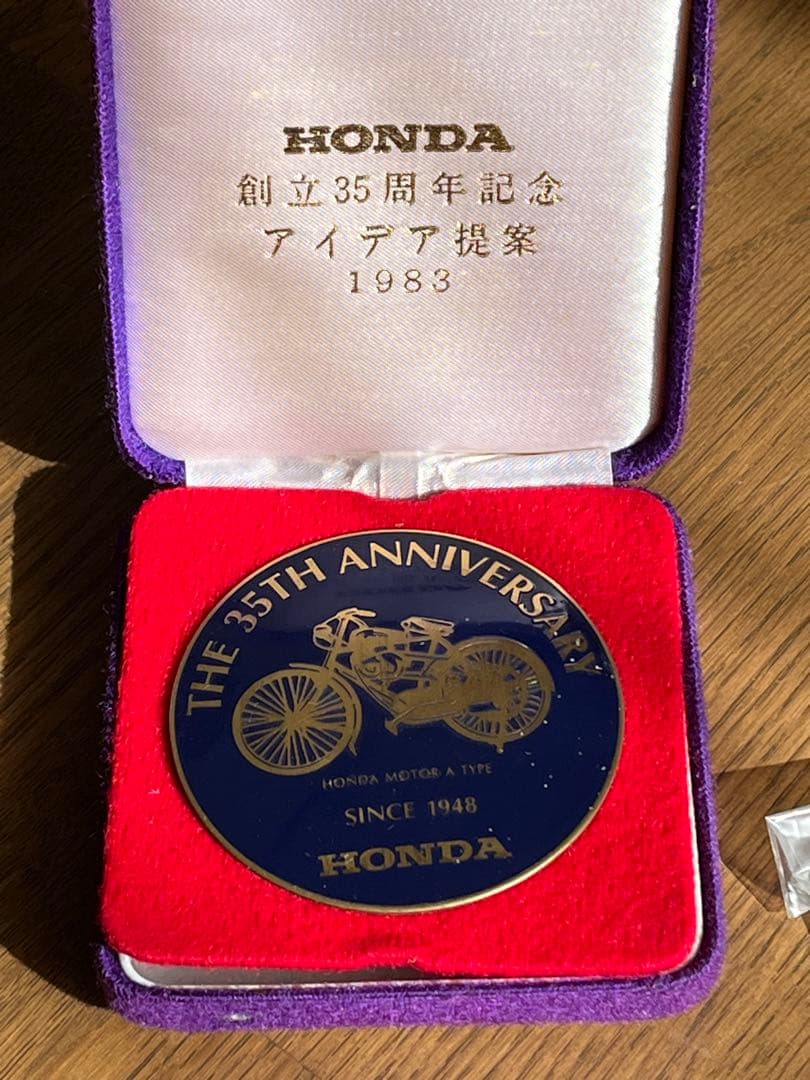 HONDA
創立35周年記念
アイデア提案
1983
THE 35TH ANNIVERSARY
HONDA MOTOR A TYPE
SINCE 1948
HONDA